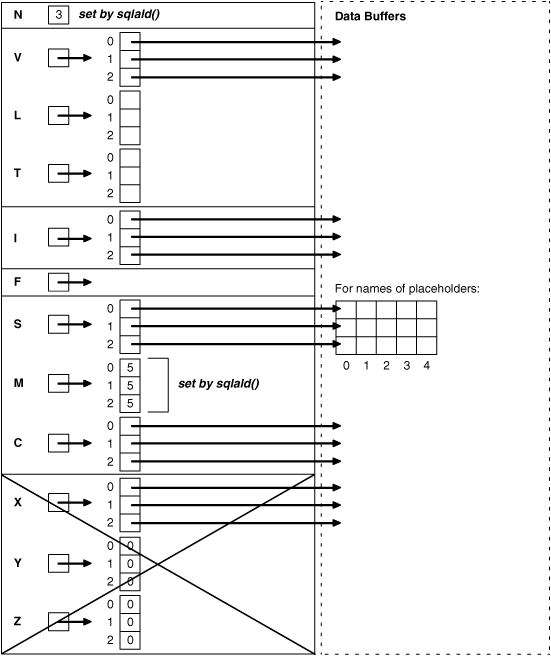 N 3 set by sqlald() Data Buffers
0
V 1
2
0
L 1
2
0
T 1
2
0
I 1
2
F
For names of placeholders:
0
S 1
2
0 1 2 3 4
0 5
M 1 5 set by sqlald()
2 5
0
C 1
2
0
X 1
2
0 0
Y 1 0
2 0
0 0
Z 1 0
2 0